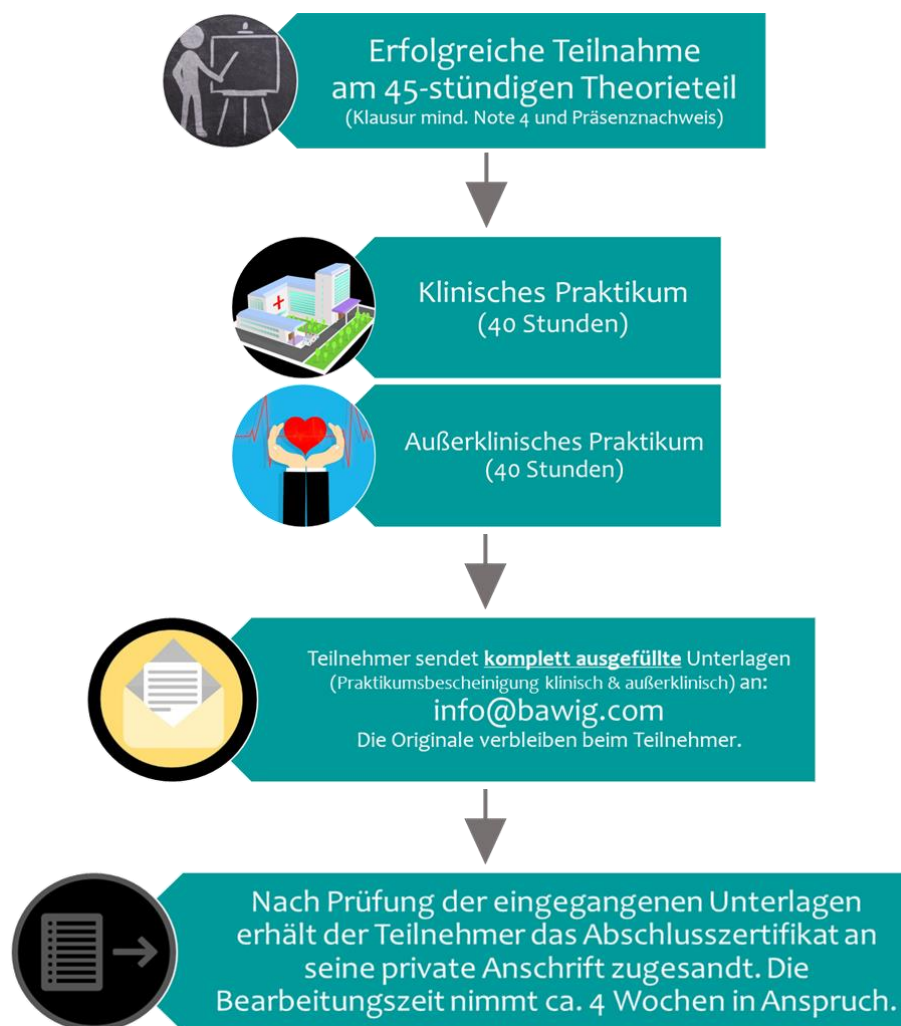 Erfolgreiche Teilnahme
am 45-stündigen Theorieteil
(Klausur mind. Note 4 und Präsenznachweis)
Klinisches Praktikum
(40 Stunden)
Außerklinisches Praktikum
(40 Stunden)
Teilnehmer sendet komplett ausgefüllte Unterlagen
(Praktikumsbescheinigung klinisch & außerklinisch) an:
info@bawig.com
Die Originale verbleiben beim Teilnehmer.
Nach Prüfung der eingegangenen Unterlagen
erhält der Teilnehmer das Abschlusszertifikat an
seine private Anschrift zugesandt. Die
Bearbeitungszeit nimmt ca. 4 Wochen in Anspruch.